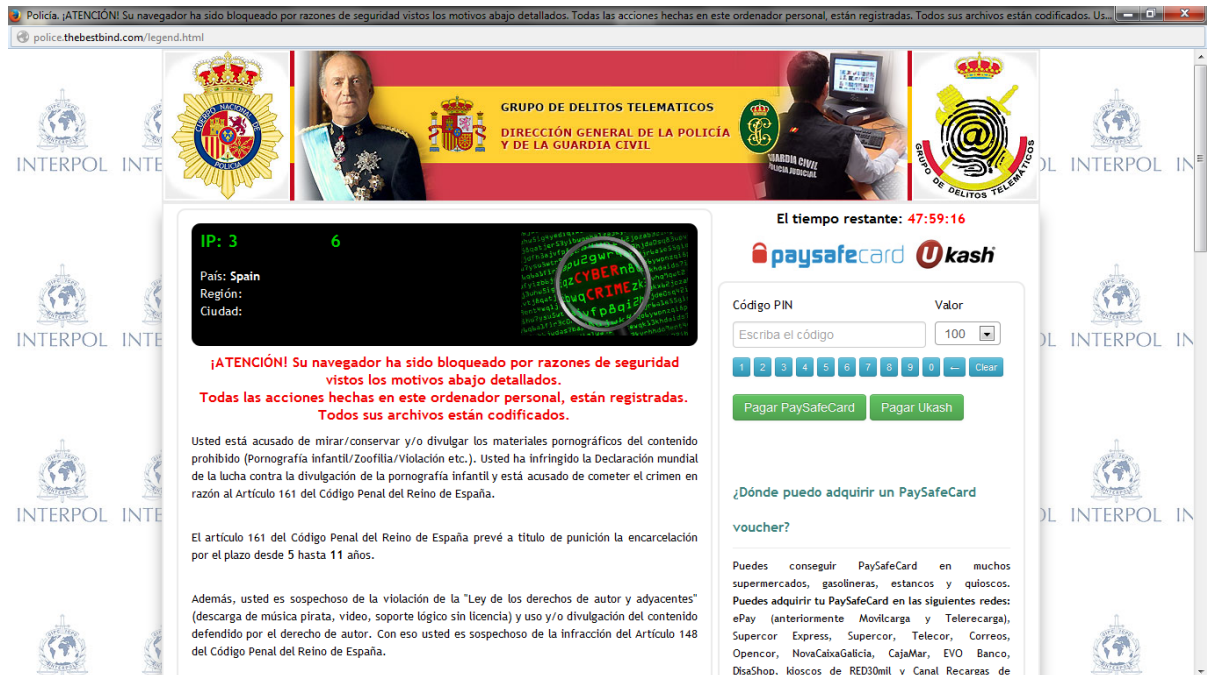 Policía. ¡ATENCIÓN! Su navegador ha sido bloqueado por razones de seguridad vistos los motivos abajo detallados. Todas las acciones hechas en este ordenador personal, están registradas. Todos sus archivos están codificados. Us...
police.thebestbind.com/legend.html
CUERPO NACIONAL DE POLICIA
GRUPO DE DELITOS TELEMATICOS
DIRECCIÓN GENERAL DE LA POLICÍA
Y DE LA GUARDIA CIVIL
GUARDIA CIVIL
POLICIA JUDICIAL
GRUPO DE DELITOS TELEMATICOS
INTERPOL INTE
OL INTERPOL IN
INTERPOL INTE
OL INTERPOL IN
INTERPOL INTE
OL INTERPOL IN
IP: 3 6
País: Spain
Región:
Ciudad:
CYBER
CRIME
¡ATENCIÓN! Su navegador ha sido bloqueado por razones de seguridad
vistos los motivos abajo detallados.
Todas las acciones hechas en este ordenador personal, están registradas.
Todos sus archivos están codificados.
Usted está acusado de mirar/conservar y/o divulgar los materiales pornográficos del contenido
prohibido (Pornografía infantil/Zoofilia/Violación etc.). Usted ha infringido la Declaración mundial
de la lucha contra la divulgación de la pornografía infantil y está acusado de cometer el crimen en
razón al Artículo 161 del Código Penal del Reino de España.
El artículo 161 del Código Penal del Reino de España prevé a titulo de punición la encarcelación
por el plazo desde 5 hasta 11 años.
Además, usted es sospechoso de la violación de la "Ley de los derechos de autor y adyacentes"
(descarga de música pirata, video, soporte lógico sin licencia) y uso y/o divulgación del contenido
defendido por el derecho de autor. Con eso usted es sospechoso de la infracción del Artículo 148
del Código Penal del Reino de España.
El tiempo restante: 47:59:16
paysafecard Ukash
Código PIN Valor
Escriba el código 100
1 2 3 4 5 6 7 8 9 0 ← Clear
Pagar PaySafeCard Pagar Ukash
¿Dónde puedo adquirir un PaySafeCard
voucher?
Puedes conseguir PaySafeCard en muchos
supermercados, gasolineras, estancos y quioscos.
Puedes adquirir tu PaySafeCard en las siguientes redes:
ePay (anteriormente Movilcarga y Telerecarga),
Supercor Express, Supercor, Telecor, Correos,
Opencor, NovaCaixaGalicia, CajaMar, EVO Banco,
DisaShop, kioscos de RED30mil y Canal Recargas de